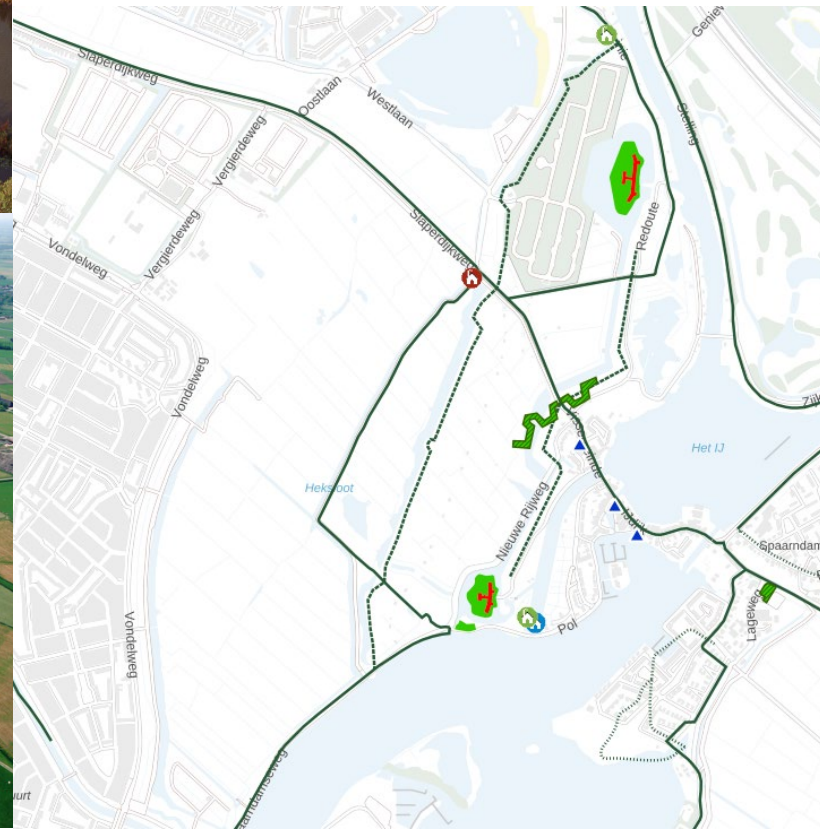 Slaperdijkweg
Oostlaan
Westlaan
Vergierdeweg
Stelling
Vondelweg
Vergierdeweg
Slaperdijkweg
Redoute
Vondelweg
Het IJ
Heksloot
Nieuwe Rijweg
IJdijk
Spaarndam
Lageweg
Pol
Vondelweg